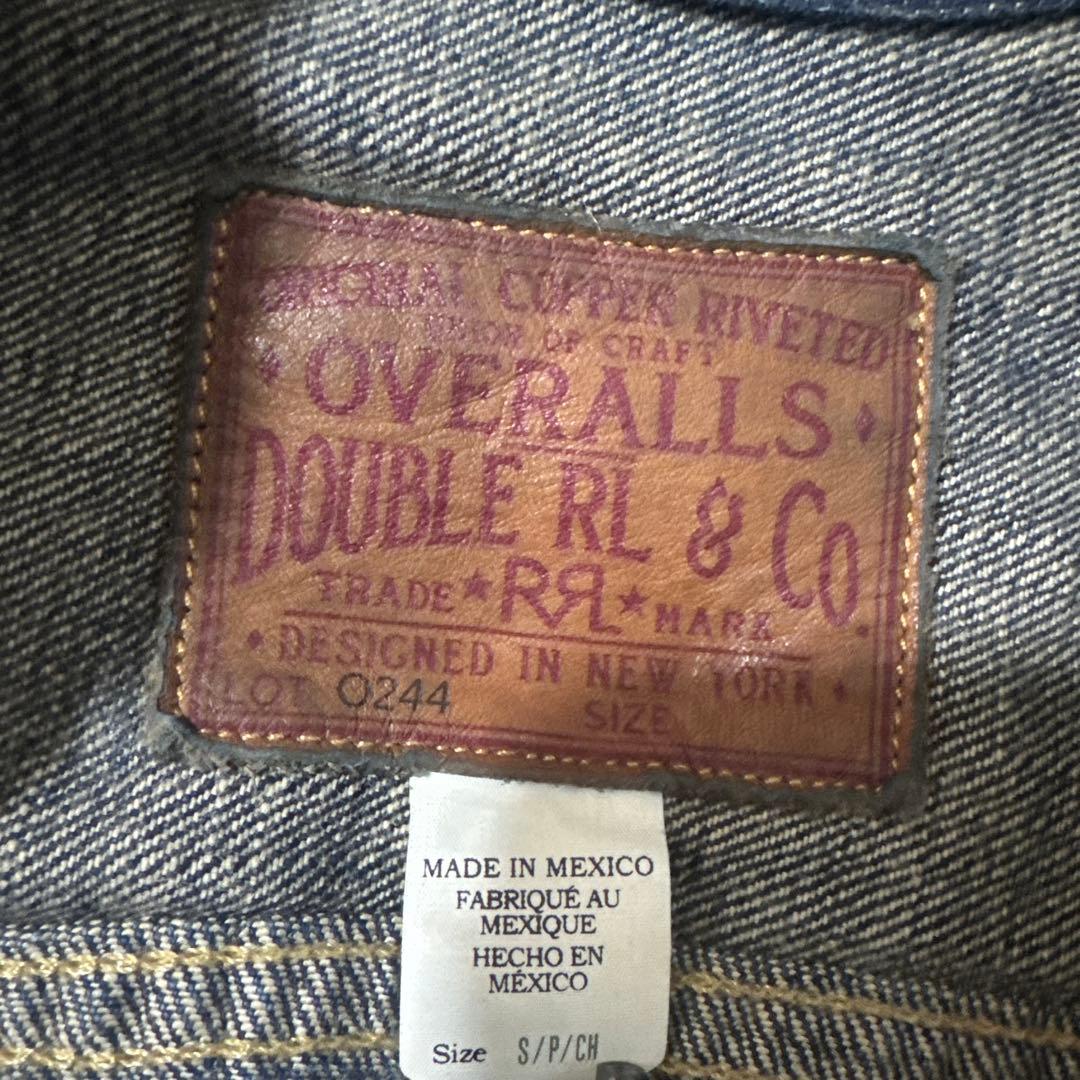 ORIGINAL COPPER RIVETED
UNION OF CRAFT
OVERALLS
DOUBLE RL & CO.
TRADE ★ RRL ★ MARK
DESIGNED IN NEW YORK
LOT 0244
SIZE
MADE IN MEXICO
FABRIQUÉ AU
MEXIQUE
HECHO EN
MÉXICO
Size S/P/CH